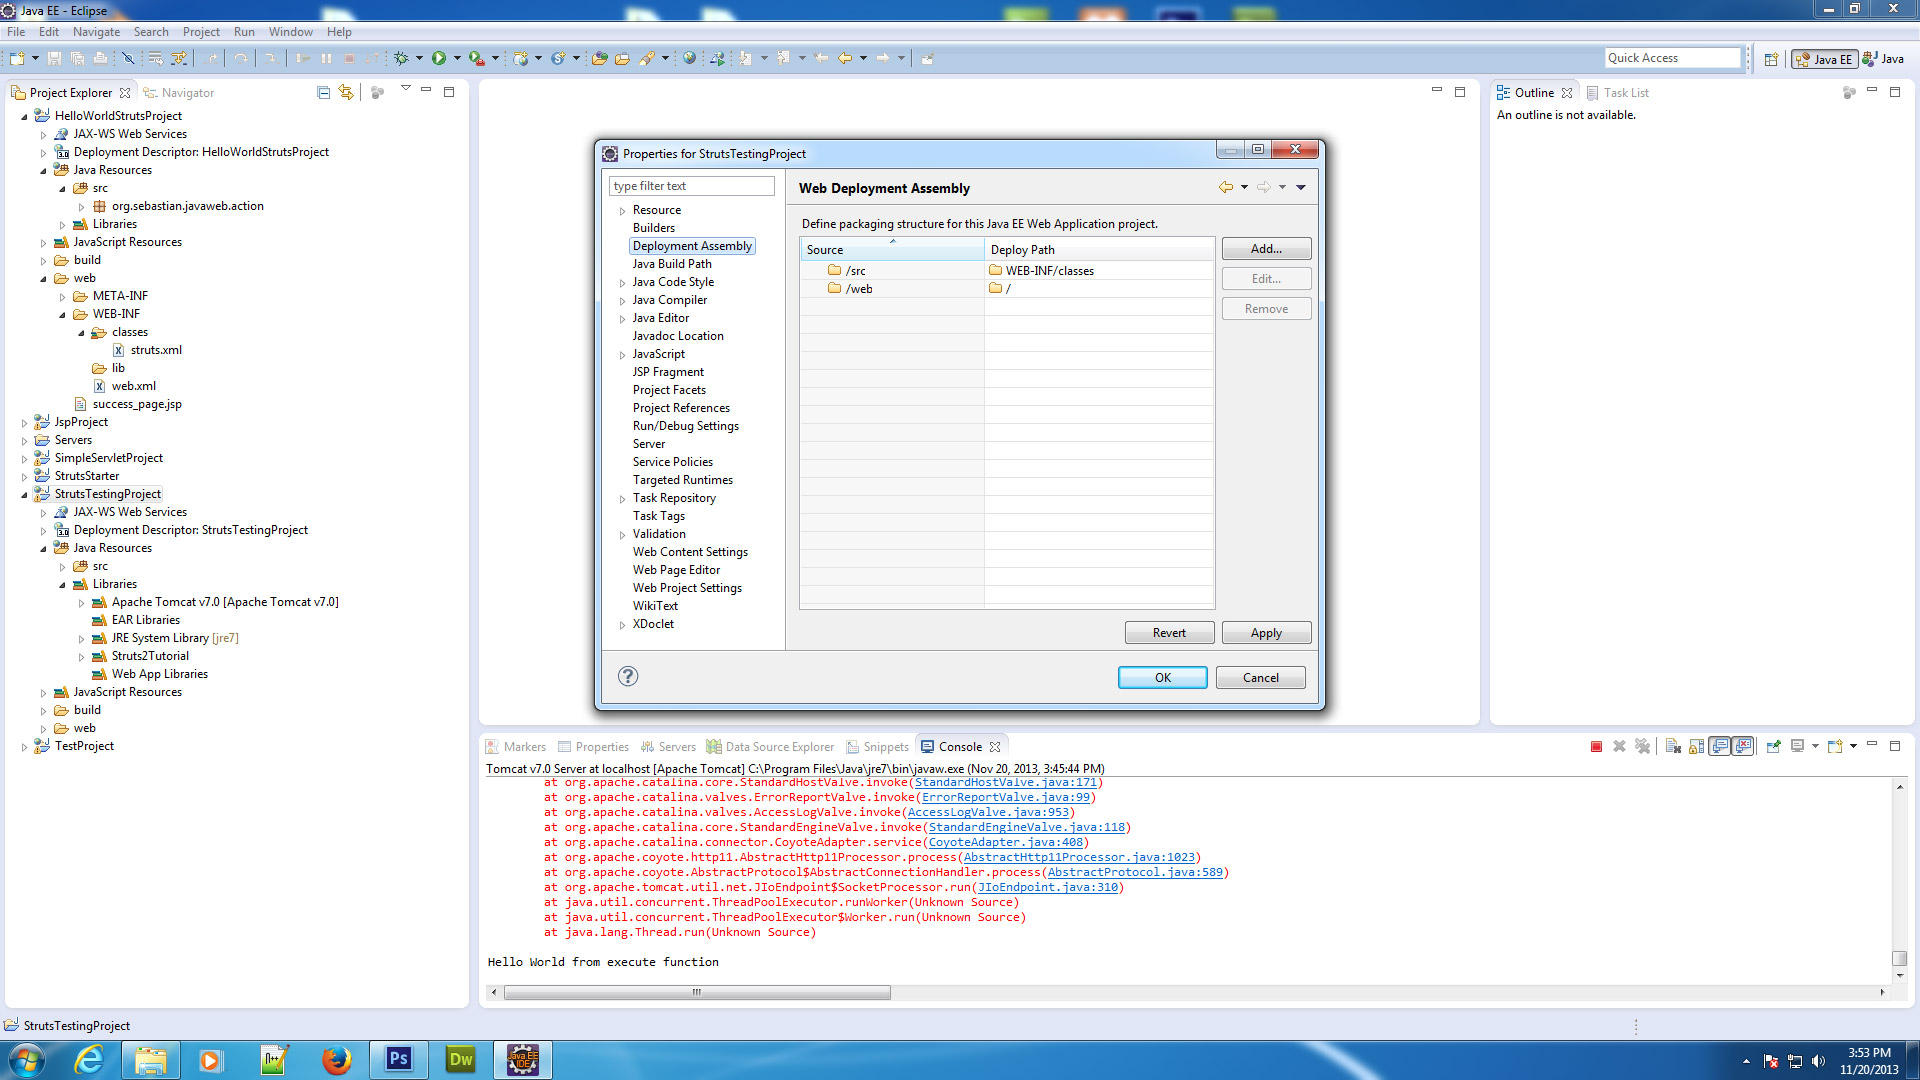 Java EE - Eclipse
File Edit Navigate Search Project Run Window Help
Quick Access
Java EE
Java
Project Explorer
Navigator
HelloWorldStrutsProject
JAX-WS Web Services
Deployment Descriptor: HelloWorldStrutsProject
Java Resources
src
org.sebastian.javaweb.action
Libraries
JavaScript Resources
build
web
META-INF
WEB-INF
classes
struts.xml
lib
web.xml
success_page.jsp
JspProject
Servers
SimpleServletProject
StrutsStarter
StrutsTestingProject
JAX-WS Web Services
Deployment Descriptor: StrutsTestingProject
Java Resources
src
Libraries
Apache Tomcat v7.0 [Apache Tomcat v7.0]
EAR Libraries
JRE System Library [jre7]
Struts2Tutorial
Web App Libraries
JavaScript Resources
build
web
TestProject
Properties for StrutsTestingProject
type filter text
Resource
Builders
Deployment Assembly
Java Build Path
Java Code Style
Java Compiler
Java Editor
Javadoc Location
JavaScript
JSP Fragment
Project Facets
Project References
Run/Debug Settings
Server
Service Policies
Targeted Runtimes
Task Repository
Task Tags
Validation
Web Content Settings
Web Page Editor
Web Project Settings
WikiText
XDoclet
Web Deployment Assembly
Define packaging structure for this Java EE Web Application project.
Source Deploy Path
/src WEB-INF/classes
/web /
Add...
Edit...
Remove
Revert Apply
OK Cancel
Outline
Task List
An outline is not available.
Markers Properties Servers Data Source Explorer Snippets Console
Tomcat v7.0 Server at localhost [Apache Tomcat] C:\Program Files\Java\jre7\bin\javaw.exe (Nov 20, 2013, 3:45:44 PM)
at org.apache.catalina.core.StandardHostValve.invoke(StandardHostValve.java:171)
at org.apache.catalina.valves.ErrorReportValve.invoke(ErrorReportValve.java:99)
at org.apache.catalina.valves.AccessLogValve.invoke(AccessLogValve.java:953)
at org.apache.catalina.core.StandardEngineValve.invoke(StandardEngineValve.java:118)
at org.apache.catalina.connector.CoyoteAdapter.service(CoyoteAdapter.java:408)
at org.apache.coyote.http11.AbstractHttp11Processor.process(AbstractHttp11Processor.java:1023)
at org.apache.coyote.AbstractProtocol$AbstractConnectionHandler.process(AbstractProtocol.java:589)
at org.apache.tomcat.util.net.JIoEndpoint$SocketProcessor.run(JIoEndpoint.java:310)
at java.util.concurrent.ThreadPoolExecutor.runWorker(Unknown Source)
at java.util.concurrent.ThreadPoolExecutor$Worker.run(Unknown Source)
at java.lang.Thread.run(Unknown Source)
Hello World from execute function
StrutsTestingProject
Ps
Dw
Java EE
IDE
3:53 PM
11/20/2013